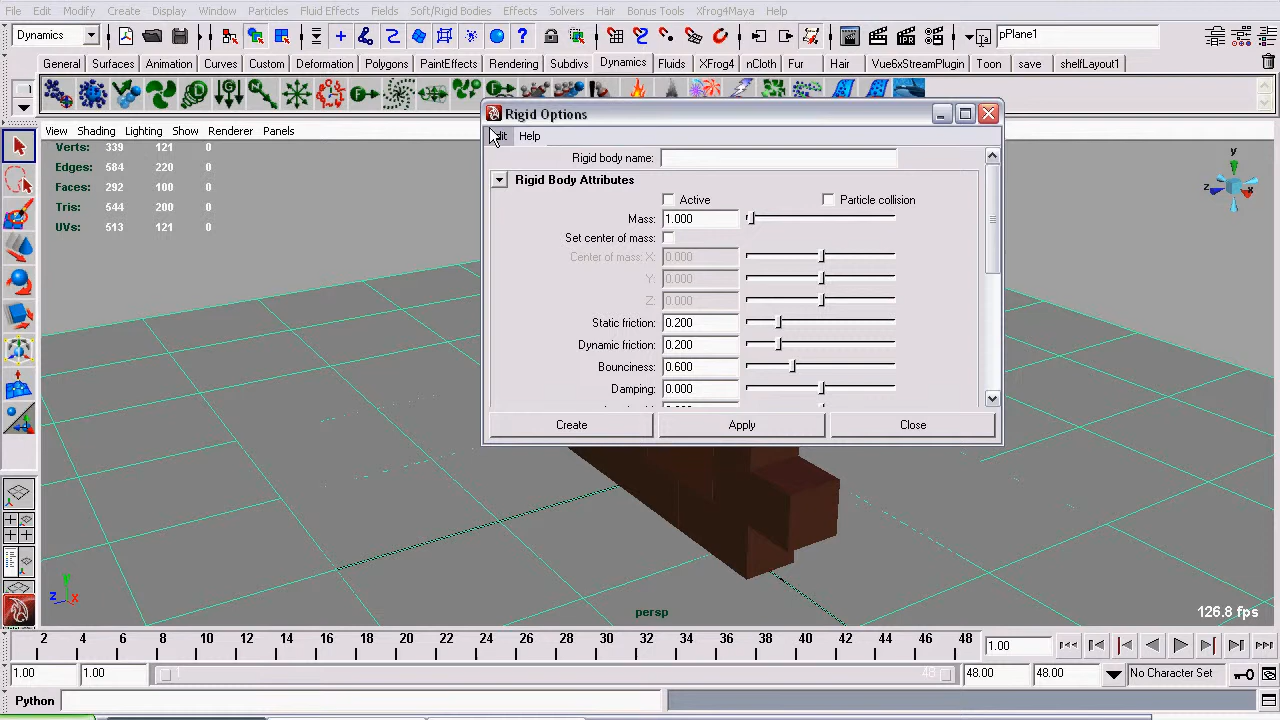 File Edit Modify Create Display Window Particles Fluid Effects Fields Soft/Rigid Bodies Effects Solvers Hair Bonus Tools Xfrog4Maya Help
Dynamics pPlane1
General Surfaces Animation Curves Custom Deformation Polygons PaintEffects Rendering Subdivs Dynamics Fluids XFrog4 nCloth Fur Hair Vue6xStreamPlugin Toon save shelfLayout1
Rigid Options
View Shading Lighting Show Renderer Panels
Help
Verts: 339 121 0
Edges: 584 220 0
Faces: 292 100 0
Tris: 544 200 0
UVs: 513 121 0
Rigid body name:
Rigid Body Attributes
Active Particle collision
Mass: 1.000
Set center of mass:
Center of mass: X: 0.000
Y: 0.000
Z: 0.000
Static friction: 0.200
Dynamic friction: 0.200
Bounciness: 0.600
Damping: 0.000
Create Apply Close
y
z x
z y x
persp
126.8 fps
2 4 6 8 10 12 14 16 18 20 22 24 26 28 30 32 34 36 38 40 42 44 46 48 1.00
1.00 1.00 1 48 48.00 48.00 No Character Set
Python